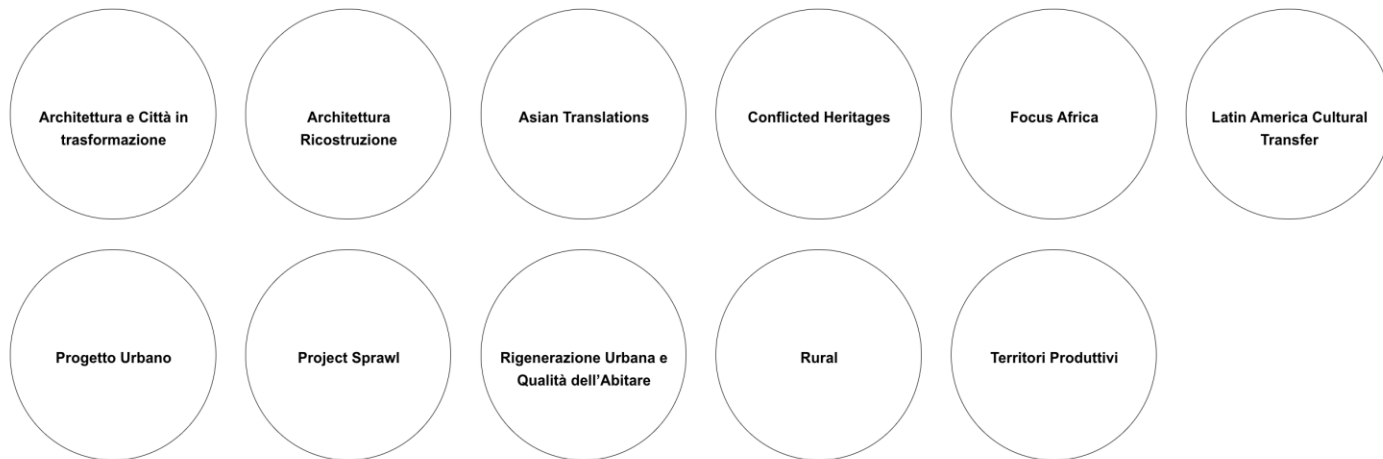 Architettura e Città in
trasformazione
Architettura
Ricostruzione
Asian Translations
Conflicted Heritages
Focus Africa
Latin America Cultural
Transfer
Progetto Urbano
Project Sprawl
Rigenerazione Urbana e
Qualità dell’Abitare
Rural
Territori Produttivi